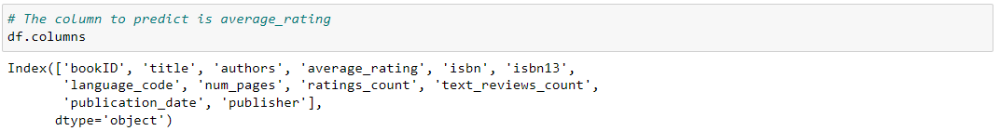 # The column to predict is average_rating
df.columns
Index(['bookID', 'title', 'authors', 'average_rating', 'isbn', 'isbn13',
'language_code', 'num_pages', 'ratings_count', 'text_reviews_count',
'publication_date', 'publisher'],
dtype='object')